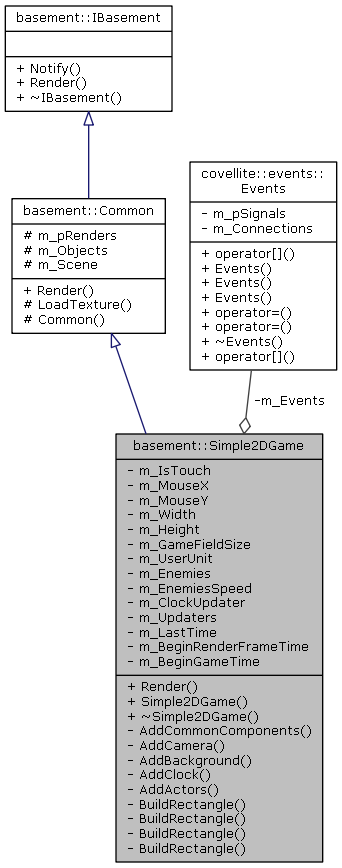 basement::IBasement
+ Notify()
+ Render()
+ ~IBasement()
covellite::events::
Events
- m_pSignals
- m_Connections
+ operator[]()
+ Events()
+ Events()
+ Events()
+ operator=()
+ operator=()
+ ~Events()
+ operator[]()
basement::Common
# m_pRenders
# m_Objects
# m_Scene
+ Render()
# LoadTexture()
# Common()
-m_Events
basement::Simple2DGame
- m_IsTouch
- m_MouseX
- m_MouseY
- m_Width
- m_Height
- m_GameFieldSize
- m_UserUnit
- m_Enemies
- m_EnemiesSpeed
- m_ClockUpdater
- m_Updaters
- m_LastTime
- m_BeginRenderFrameTime
- m_BeginGameTime
+ Render()
+ Simple2DGame()
+ ~Simple2DGame()
- AddCommonComponents()
- AddCamera()
- AddBackground()
- AddClock()
- AddActors()
- BuildRectangle()
- BuildRectangle()
- BuildRectangle()
- BuildRectangle()